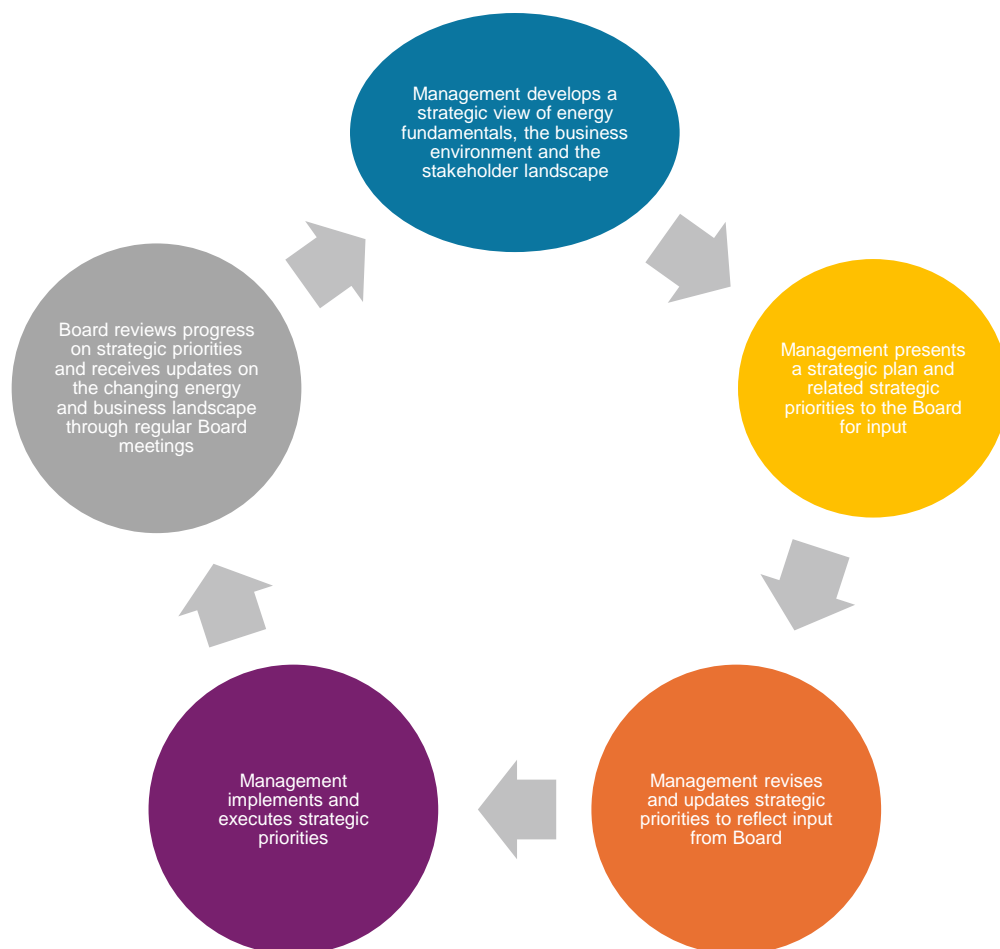 Management develops a
strategic view of energy
fundamentals, the business
environment and the
stakeholder landscape
Management presents
a strategic plan and
related strategic
priorities to the Board
for input
Management revises
and updates strategic
priorities to reflect input
from Board
Management
implements and
executes strategic
priorities
Board reviews progress
on strategic priorities
and receives updates on
the changing energy
and business landscape
through regular Board
meetings